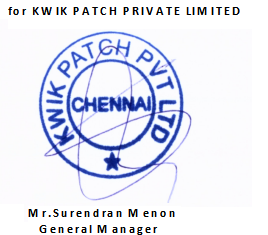 for KWIK PATCH PRIVATE LIMITED
KWIK PATCH PVT LTD
CHENNAI
Mr.Surendran Menon
General Manager